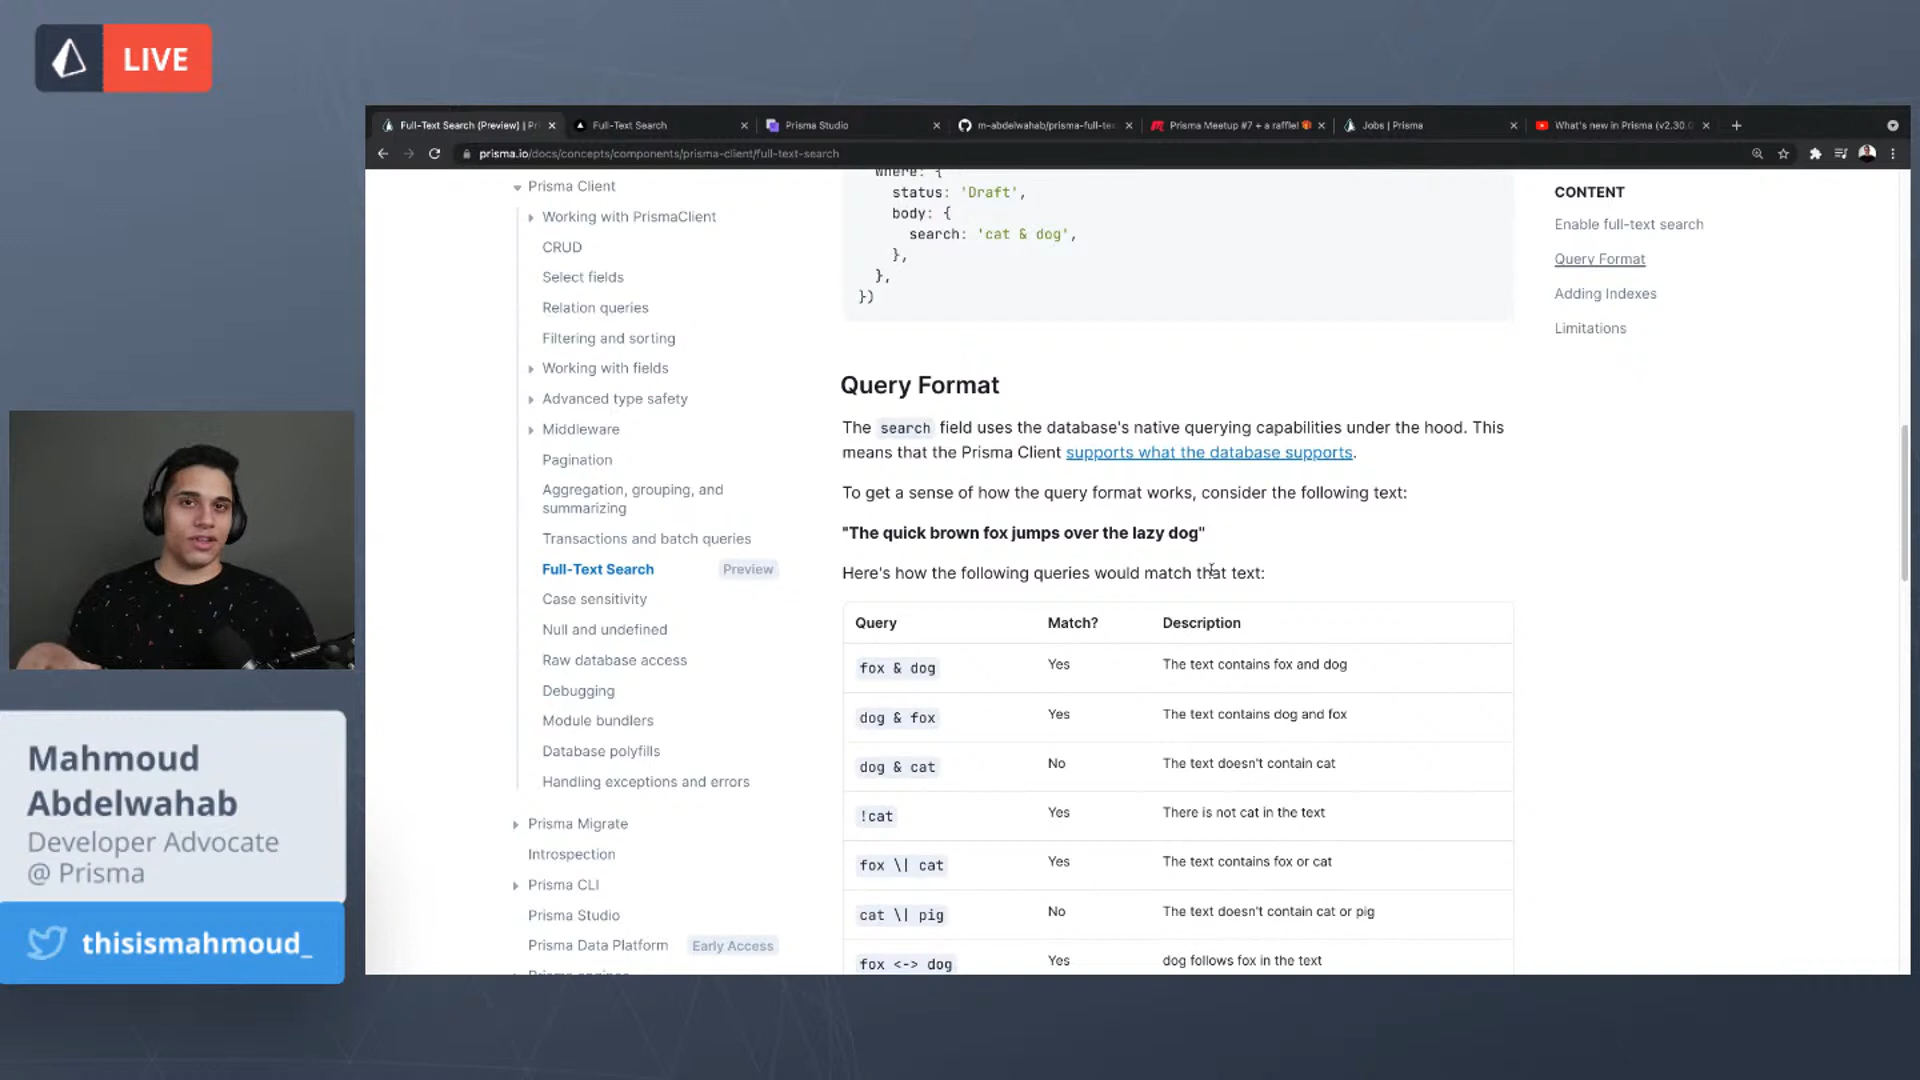 LIVE
Full-Text Search (Preview) | Pri
Full-Text Search
Prisma Studio
m-abdelwahab/prisma-full-te
Prisma Meetup #7 + a raffle!
Jobs | Prisma
What's new in Prisma (v2.30.
prisma.io/docs/concepts/components/prisma-client/full-text-search
Prisma Client
Working with PrismaClient
CRUD
Select fields
Relation queries
Filtering and sorting
Working with fields
Advanced type safety
Middleware
Pagination
Aggregation, grouping, and
summarizing
Transactions and batch queries
Full-Text Search Preview
Case sensitivity
Null and undefined
Raw database access
Debugging
Module bundlers
Database polyfills
Handling exceptions and errors
Prisma Migrate
Introspection
Prisma CLI
Prisma Studio
Prisma Data Platform Early Access
Prisma engines
where: {
status: 'Draft',
body: {
search: 'cat & dog',
},
},
})
Query Format
The search field uses the database's native querying capabilities under the hood. This
means that the Prisma Client supports what the database supports.
To get a sense of how the query format works, consider the following text:
"The quick brown fox jumps over the lazy dog"
Here's how the following queries would match that text:
Query Match? Description
fox & dog Yes The text contains fox and dog
dog & fox Yes The text contains dog and fox
dog & cat No The text doesn't contain cat
!cat Yes There is not cat in the text
fox \| cat Yes The text contains fox or cat
cat \| pig No The text doesn't contain cat or pig
fox <-> dog Yes dog follows fox in the text
CONTENT
Enable full-text search
Query Format
Adding Indexes
Limitations
Mahmoud
Abdelwahab
Developer Advocate
@ Prisma
thisismahmoud_